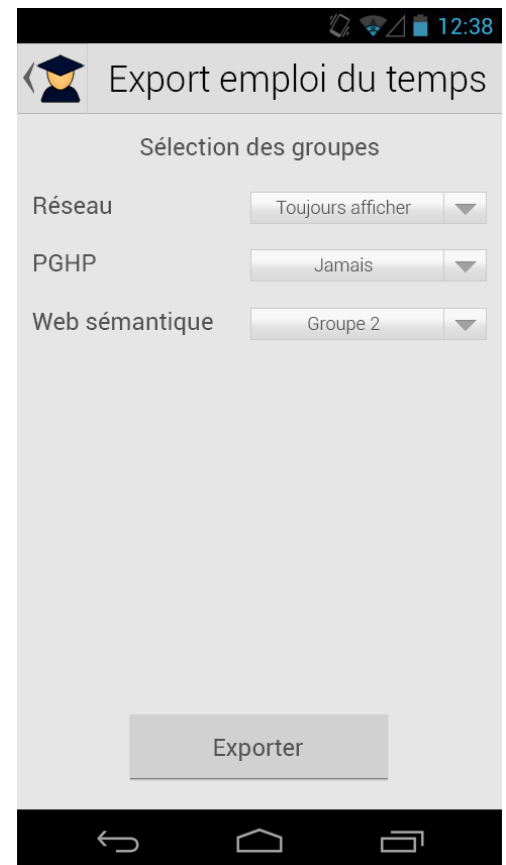 12:38
Export emploi du temps
Sélection des groupes
Réseau Toujours afficher
PGHP Jamais
Web sémantique Groupe 2
Exporter